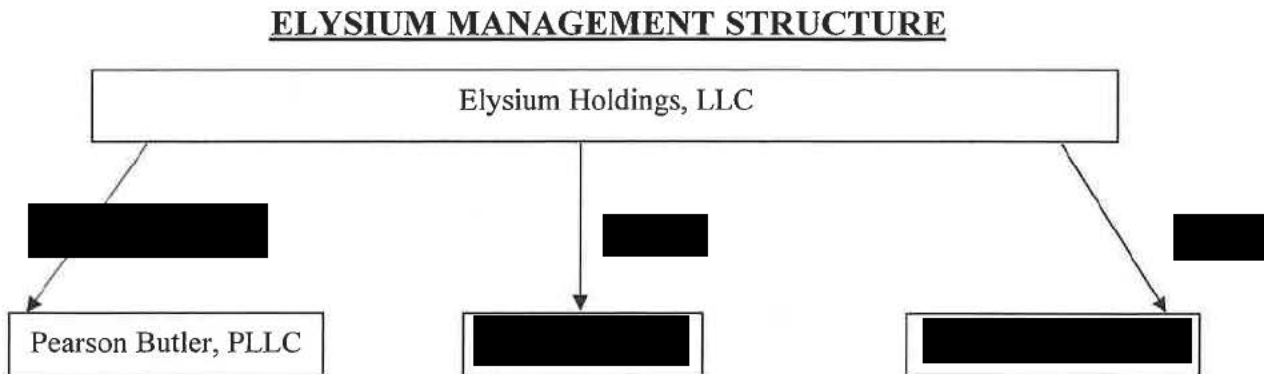 ELYSIUM MANAGEMENT STRUCTURE
Elysium Holdings, LLC
Pearson Butler, PLLC